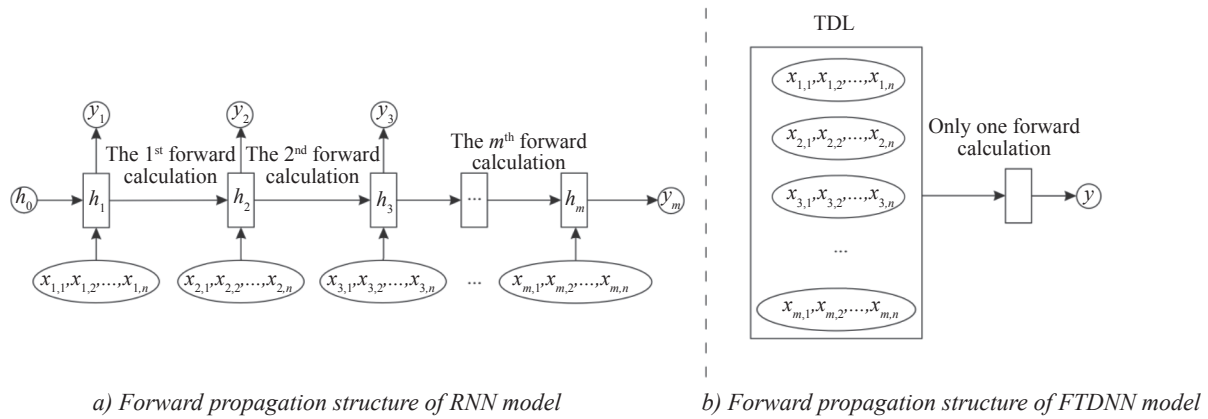 TDL
x1,1,x1,2,...,x1,n
x2,1,x2,2,...,x2,n
x3,1,x3,2,...,x3,n
...
xm,1,xm,2,...,xm,n
Only one forward
calculation
y
y1
y2
y3
The 1st forward
calculation
The 2nd forward
calculation
The mth forward
calculation
h0
h1
h2
h3
...
hm
ym
x1,1,x1,2,...,x1,n
x2,1,x2,2,...,x2,n
x3,1,x3,2,...,x3,n
...
xm,1,xm,2,...,xm,n
a) Forward propagation structure of RNN model
b) Forward propagation structure of FTDNN model